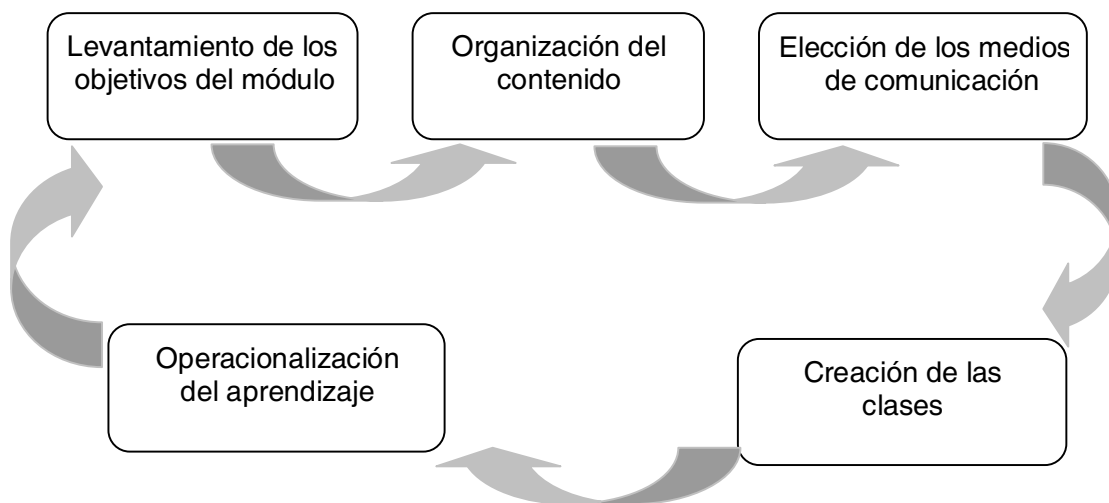 Levantamiento de los
objetivos del módulo
Organización del
contenido
Elección de los medios
de comunicación
Operacionalización
del aprendizaje
Creación de las
clases